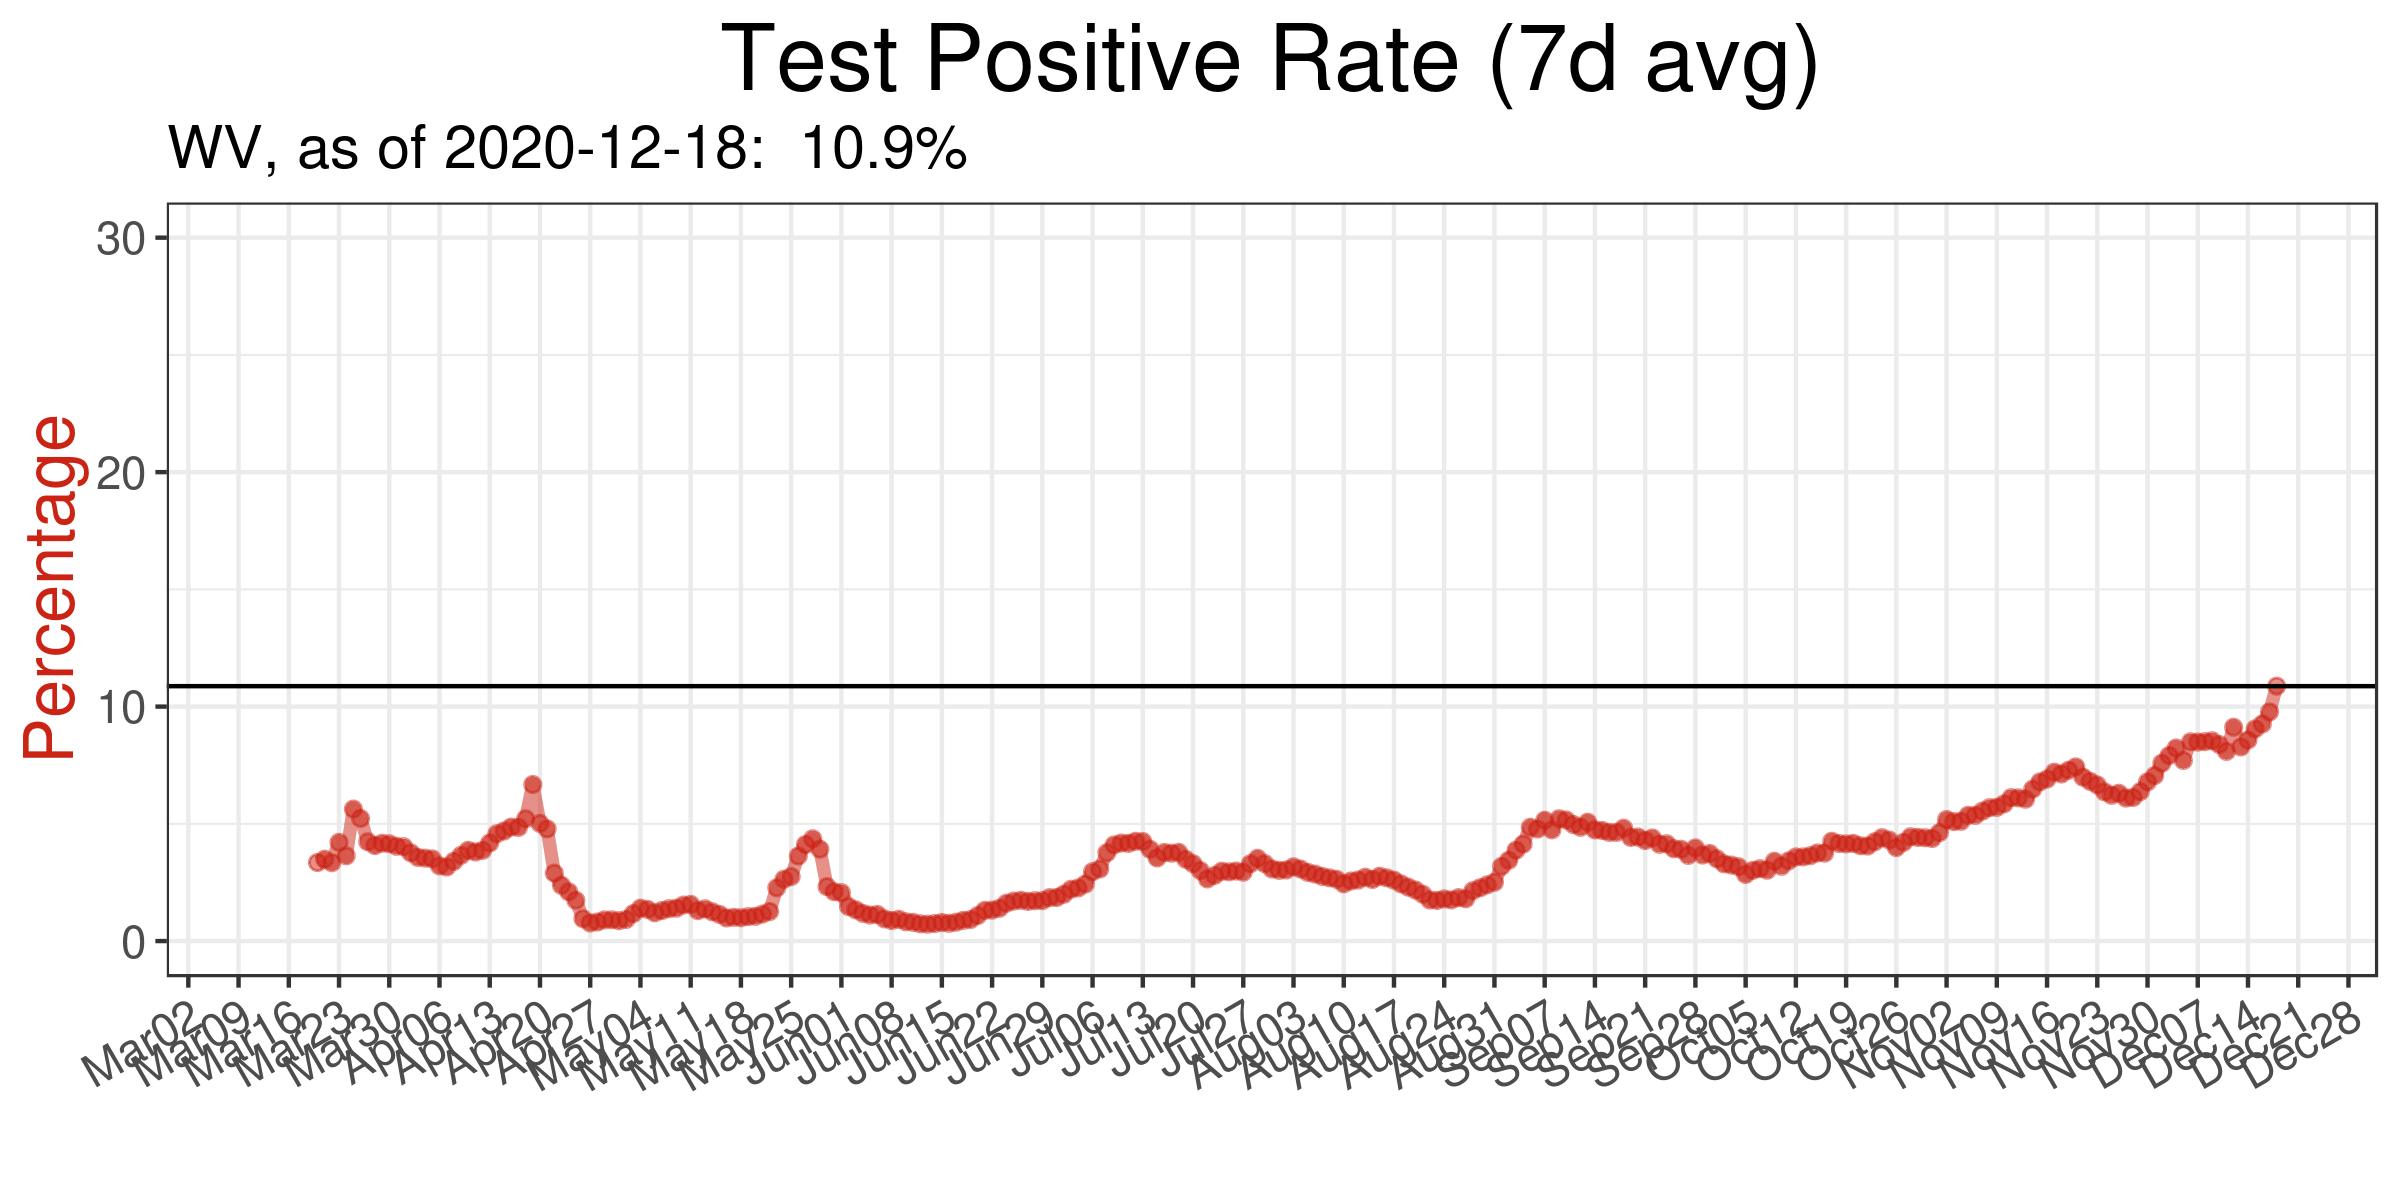 Test Positive Rate (7d avg)
WV, as of 2020-12-18:  10.9%
Percentage
30
20
10
0
Mar02
Mar09
Mar16
Mar23
Mar30
Apr06
Apr13
Apr20
Apr27
May04
May11
May18
May25
Jun01
Jun08
Jun15
Jun22
Jun29
Jul06
Jul13
Jul20
Jul27
Aug03
Aug10
Aug17
Aug24
Aug31
Sep07
Sep14
Sep21
Sep28
Oct05
Oct12
Oct19
Oct26
Nov02
Nov09
Nov16
Nov23
Nov30
Dec07
Dec14
Dec21
Dec28